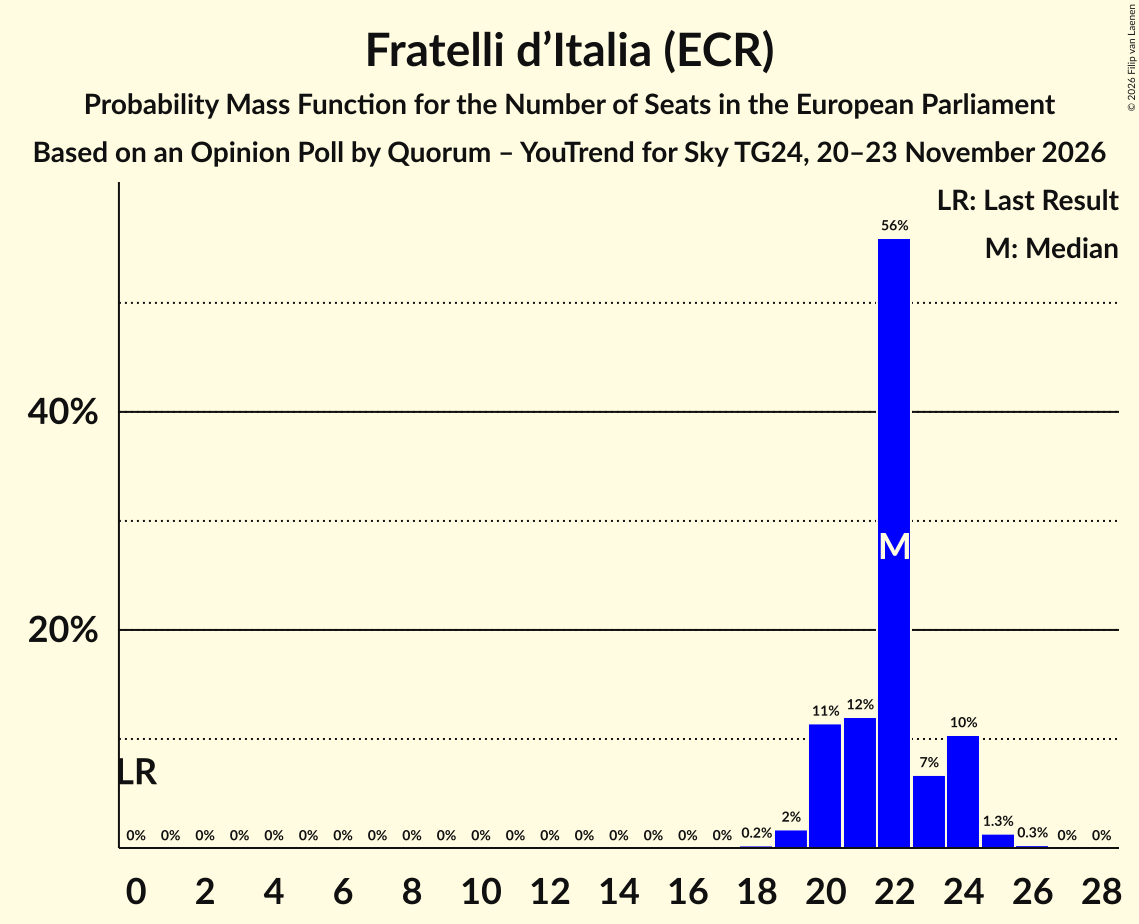 Fratelli d’Italia (ECR)
Probability Mass Function for the Number of Seats in the European Parliament
Based on an Opinion Poll by Quorum – YouTrend for Sky TG24, 20–23 November 2026
© 2026 Filip van Laenen
LR: Last Result
M: Median
56%
40%
M
20%
11% 12% 7% 10%
LR
0% 0% 0% 0% 0% 0% 0% 0% 0% 0% 0% 0% 0% 0% 0% 0% 0% 0% 0.2% 2% 1.3% 0.3% 0% 0%
0 2 4 6 8 10 12 14 16 18 20 22 24 26 28